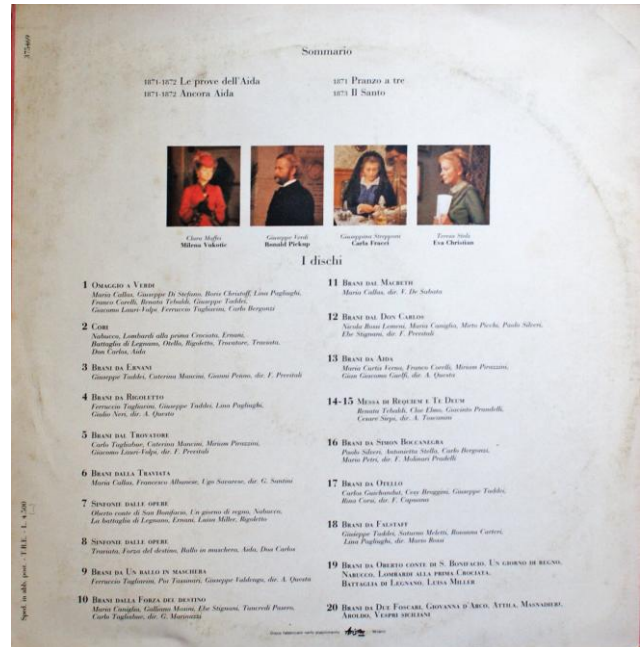 375469
Sommario
1871-1872 Le prove dell'Aida
1871-1872 Ancora Aida
1871 Pranzo a tre
1873 Il Santo
Clara Maffei
Milena Vukotic
Giuseppe Verdi
Ronald Pickup
Giuseppina Strepponi
Carla Fracci
Teresa Stolz
Eva Christian
I dischi
1 Omaggio a Verdi
Maria Callas, Giuseppe Di Stefano, Boris Christoff, Lina Pagliughi,
Franco Corelli, Renata Tebaldi, Giuseppe Taddei,
Giacomo Lauri-Volpi, Ferruccio Tagliavini, Carlo Bergonzi
2 Cori
Nabucco, Lombardi alla prima Crociata, Ernani,
Battaglia di Legnano, Otello, Rigoletto, Trovatore, Traviata,
Don Carlos, Aida
3 Brani da Ernani
Giuseppe Taddei, Caterina Mancini, Gianni Penno, dir. F. Previtali
4 Brani da Rigoletto
Ferruccio Tagliavini, Giuseppe Taddei, Lina Pagliughi,
Giulio Neri, dir. A. Questa
5 Brani dal Trovatore
Carlo Tagliabue, Caterina Mancini, Miriam Pirazzini,
Giacomo Lauri-Volpi, dir. F. Previtali
6 Brani dalla Traviata
Maria Callas, Francesco Albanese, Ugo Savarese, dir. G. Santini
7 Sinfonie dalle opere
Oberto conte di San Bonifacio, Un giorno di regno, Nabucco,
La battaglia di Legnano, Ernani, Luisa Miller, Rigoletto
8 Sinfonie dalle opere
Traviata, Forza del destino, Ballo in maschera, Aida, Don Carlos
9 Brani da Un ballo in maschera
Ferruccio Tagliavini, Pia Tassinari, Giuseppe Valdengo, dir. A. Questa
10 Brani dalla Forza del destino
Maria Caniglia, Galliano Masini, Ebe Stignani, Tancredi Pasero,
Carlo Tagliabue, dir. G. Marinuzzi
11 Brani dal Macbeth
Maria Callas, dir. V. De Sabata
12 Brani dal Don Carlos
Nicola Rossi Lemeni, Maria Caniglia, Mirto Picchi, Paolo Silveri,
Ebe Stignani, dir. F. Previtali
13 Brani da Aida
Maria Curtis Verna, Franco Corelli, Miriam Pirazzini,
Gian Giacomo Guelfi, dir. A. Questa
14-15 Messa di Requiem e Te Deum
Renata Tebaldi, Cloe Elmo, Giacinto Prandelli,
Cesare Siepi, dir. A. Toscanini
16 Brani da Simon Boccanegra
Paolo Silveri, Antonietta Stella, Carlo Bergonzi,
Mario Petri, dir. F. Molinari Pradelli
17 Brani da Otello
Carlos Guichandut, Cesy Broggini, Giuseppe Taddei,
Rina Corsi, dir. F. Capuana
18 Brani da Falstaff
Giuseppe Taddei, Saturno Meletti, Rosanna Carteri,
Lina Pagliughi, dir. Mario Rossi
19 Brani da Oberto conte di S. Bonifacio, Un giorno di regno,
Nabucco, Lombardi alla prima Crociata,
Battaglia di Legnano, Luisa Miller
20 Brani da Due Foscari, Giovanna d'Arco, Attila, Masnadieri,
Aroldo, Vespri siciliani
Sped. in abb. post. - T.R.E. - L. 4.500